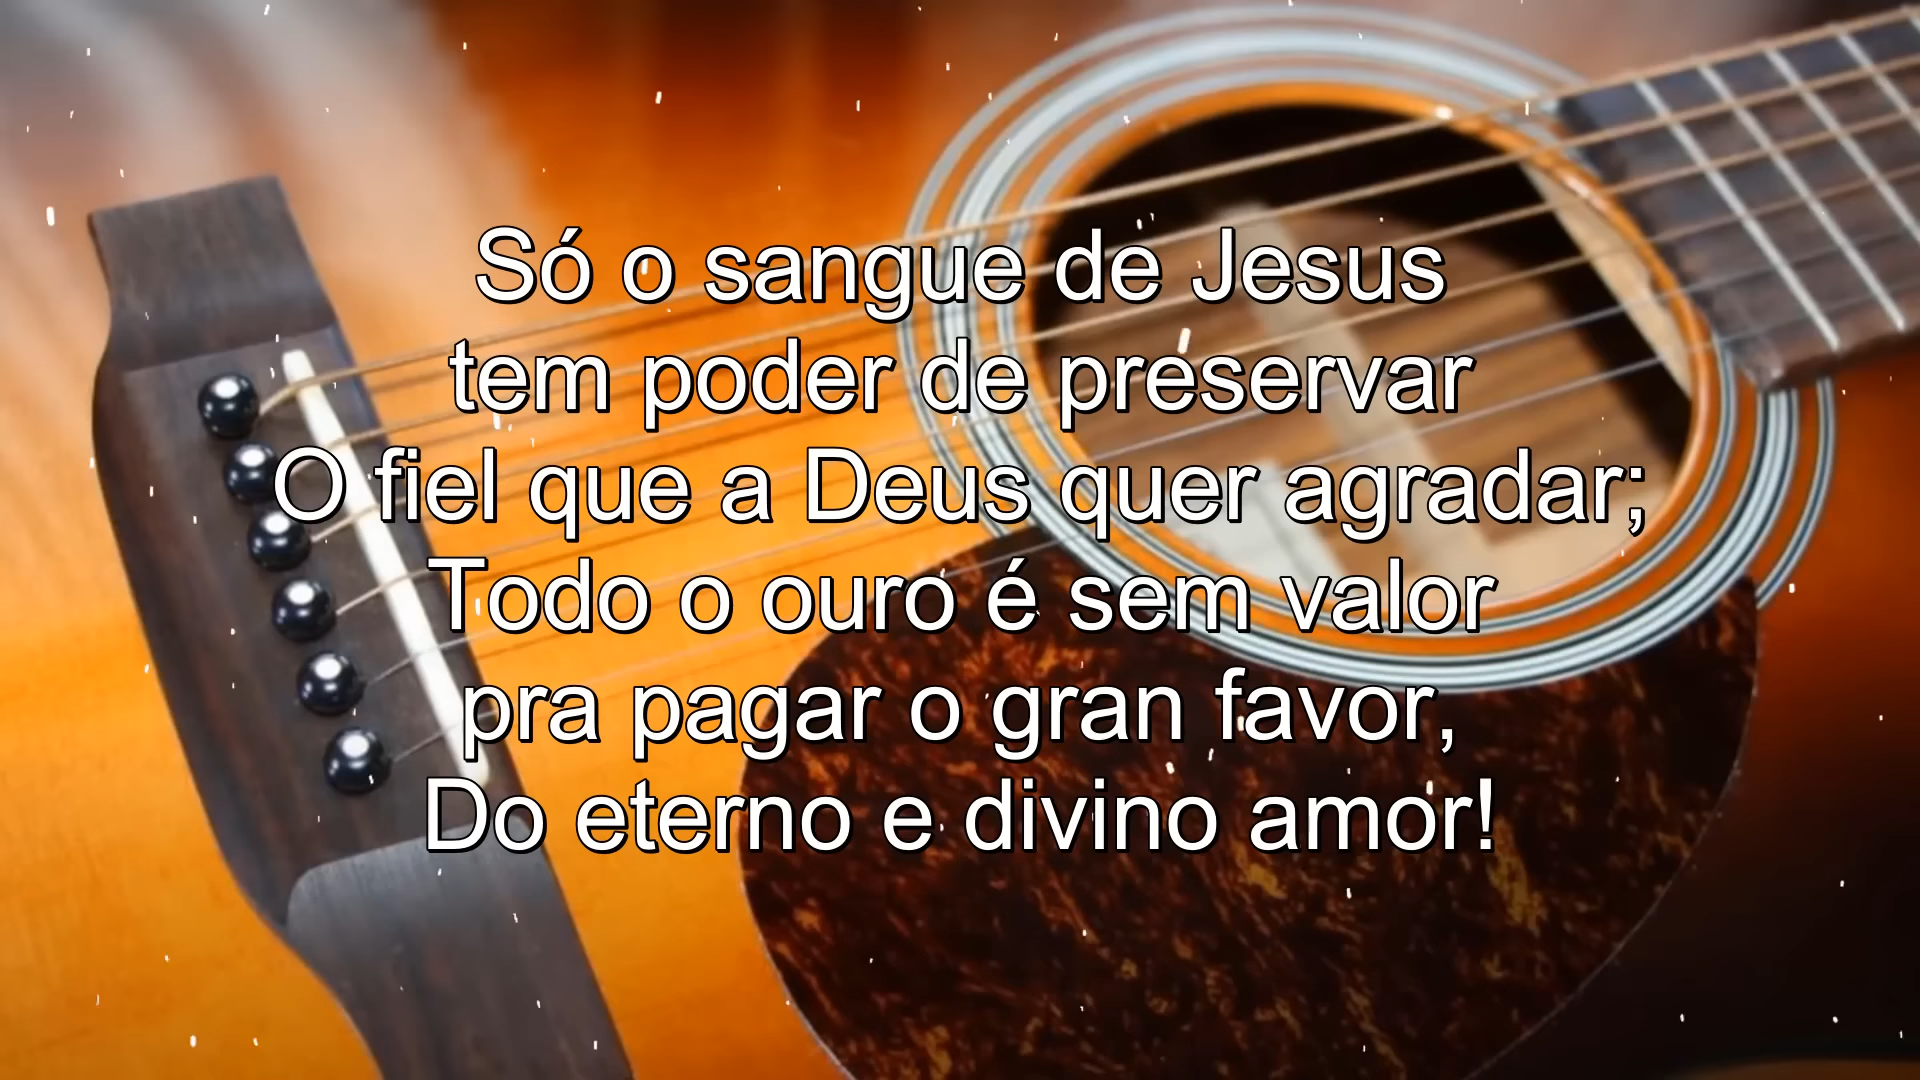 Só o sangue de Jesus
tem poder de preservar
O fiel que a Deus quer agradar;
Todo o ouro é sem valor
pra pagar o gran favor,
Do eterno e divino amor!